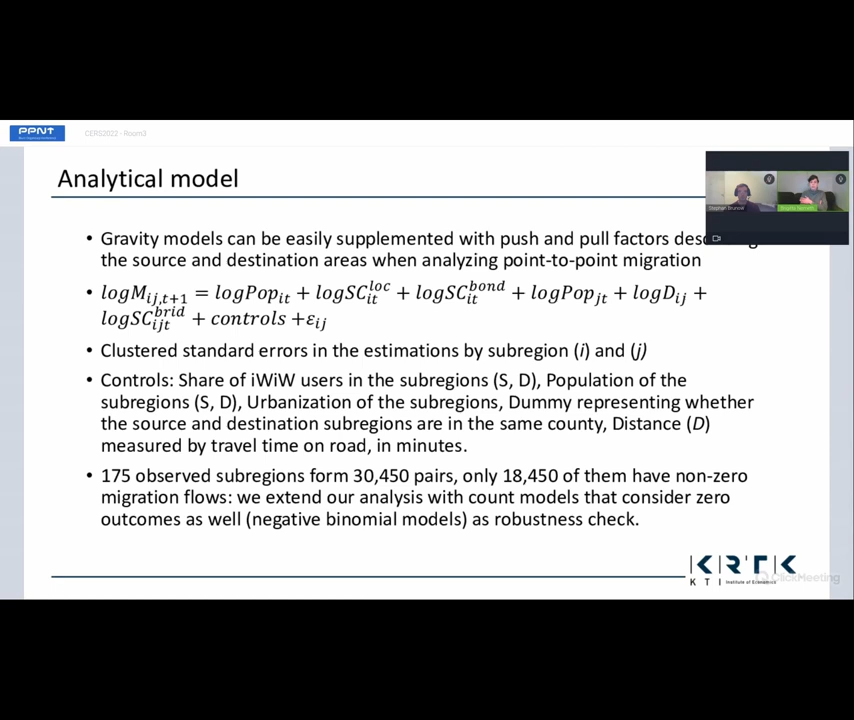 PPNT
CERS2022 - Room3
Analytical model
• Gravity models can be easily supplemented with push and pull factors
the source and destination areas when analyzing point-to-point migration
• logM_{ij,t+1} = logPop_{it} + logSC_{it}^{loc} + logSC_{it}^{bond} + logPop_{jt} + logD_{ij} +
logSC_{ijt}^{brid} + controls +ε_{ij}
• Clustered standard errors in the estimations by subregion (i) and (j)
• Controls: Share of iWiW users in the subregions (S, D), Population of the
subregions (S, D), Urbanization of the subregions, Dummy representing whether
the source and destination subregions are in the same county, Distance (D)
measured by travel time on road, in minutes.
• 175 observed subregions form 30,450 pairs, only 18,450 of them have non-zero
migration flows: we extend our analysis with count models that consider zero
outcomes as well (negative binomial models) as robustness check.
KRTK
KTI Institute of Economics
ClickMeeting